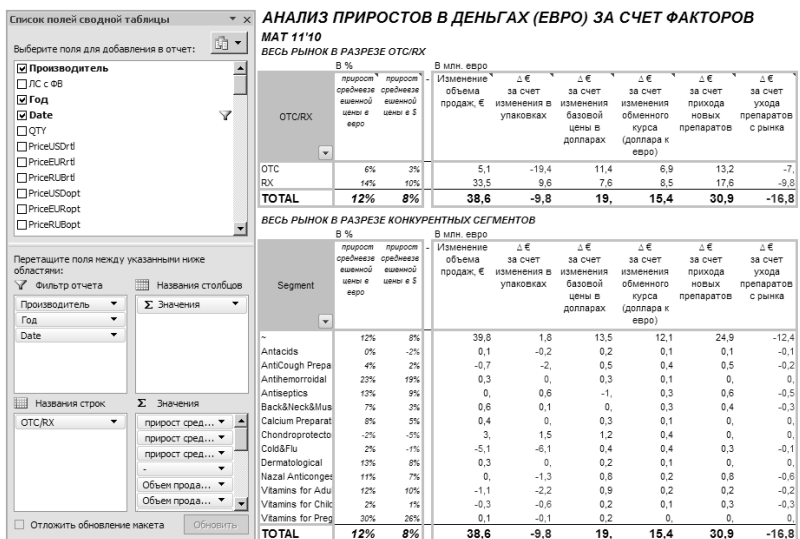 Список полей сводной таблицы
Выберите поля для добавления в отчет:
Производитель
ЛС с ФВ
Год
Date
QTY
PriceUSDrtl
PriceEURrtl
PriceRUBrtl
PriceUSDopt
PriceEURopt
PriceRUBopt
Перетащите поля между указанными ниже
областями:
Фильтр отчета Названия столбцов
Производитель Σ Значения
Год
Date
Названия строк Σ Значения
OTC/RX прирост сред...
прирост сред...
прирост сред...
-
Объем прода...
Объем прода...
Отложить обновление макета Обновить
АНАЛИЗ ПРИРОСТОВ В ДЕНЬГАХ (ЕВРО) ЗА СЧЕТ ФАКТОРОВ
МАТ 11'10
ВЕСЬ РЫНОК В РАЗРЕЗЕ OTC/RX
В % В млн. евро
OTC/RX прирост средневзвешенной цены в евро прирост средневзвешенной цены в $ - Изменение объема продаж, € Δ € за счет изменения в упаковках Δ € за счет изменения базовой цены в долларах Δ € за счет изменения обменного курса (доллара к евро) Δ € за счет прихода новых препаратов Δ € за счет ухода препаратов с рынка
OTC 6% 3% 5,1 -19,4 11,4 6,9 13,2 -7,
RX 14% 10% 33,5 9,6 7,6 8,5 17,6 -9,8
TOTAL 12% 8% 38,6 -9,8 19, 15,4 30,9 -16,8
ВЕСЬ РЫНОК В РАЗРЕЗЕ КОНКУРЕНТНЫХ СЕГМЕНТОВ
В % В млн. евро
Segment прирост средневзвешенной цены в евро прирост средневзвешенной цены в $ - Изменение объема продаж, € Δ € за счет изменения в упаковках Δ € за счет изменения базовой цены в долларах Δ € за счет изменения обменного курса (доллара к евро) Δ € за счет прихода новых препаратов Δ € за счет ухода препаратов с рынка
~ 12% 8% 39,8 1,8 13,5 12,1 24,9 -12,4
Antacids 0% -2% 0,1 -0,2 0,2 0,1 0,1 -0,1
AntiCough Prepa 4% 2% -0,7 -2, 0,5 0,4 0,5 -0,2
Antihemorroidal 23% 19% 0,3 0, 0,3 0,1 0, 0,
Antiseptics 13% 9% 0, 0,6 -1, 0,3 0,6 -0,5
Back&Neck&Mus 7% 3% 0,6 0,1 0, 0,3 0,4 -0,3
Calcium Preparat 8% 5% 0,4 0, 0,3 0,1 0, 0,
Chondroprotecto -2% -5% 3, 1,5 1,2 0,4 0, 0,
Cold&Flu 2% -1% -5,1 -6,1 0,4 0,4 0,3 -0,1
Dermatological 13% 8% 0,3 0, 0,2 0,1 0, 0,
Nazal Anticonges 11% 7% 0, -1,3 0,8 0,2 0,8 -0,6
Vitamins for Adu 12% 10% -1,1 -2,2 0,9 0,2 0,2 -0,2
Vitamins for Chilc 2% 1% -0,3 -0,6 0,2 0,1 0,3 -0,3
Vitamins for Preg 30% 26% 0,1 -0,1 0,2 0, 0, 0,
TOTAL 12% 8% 38,6 -9,8 19, 15,4 30,9 -16,8